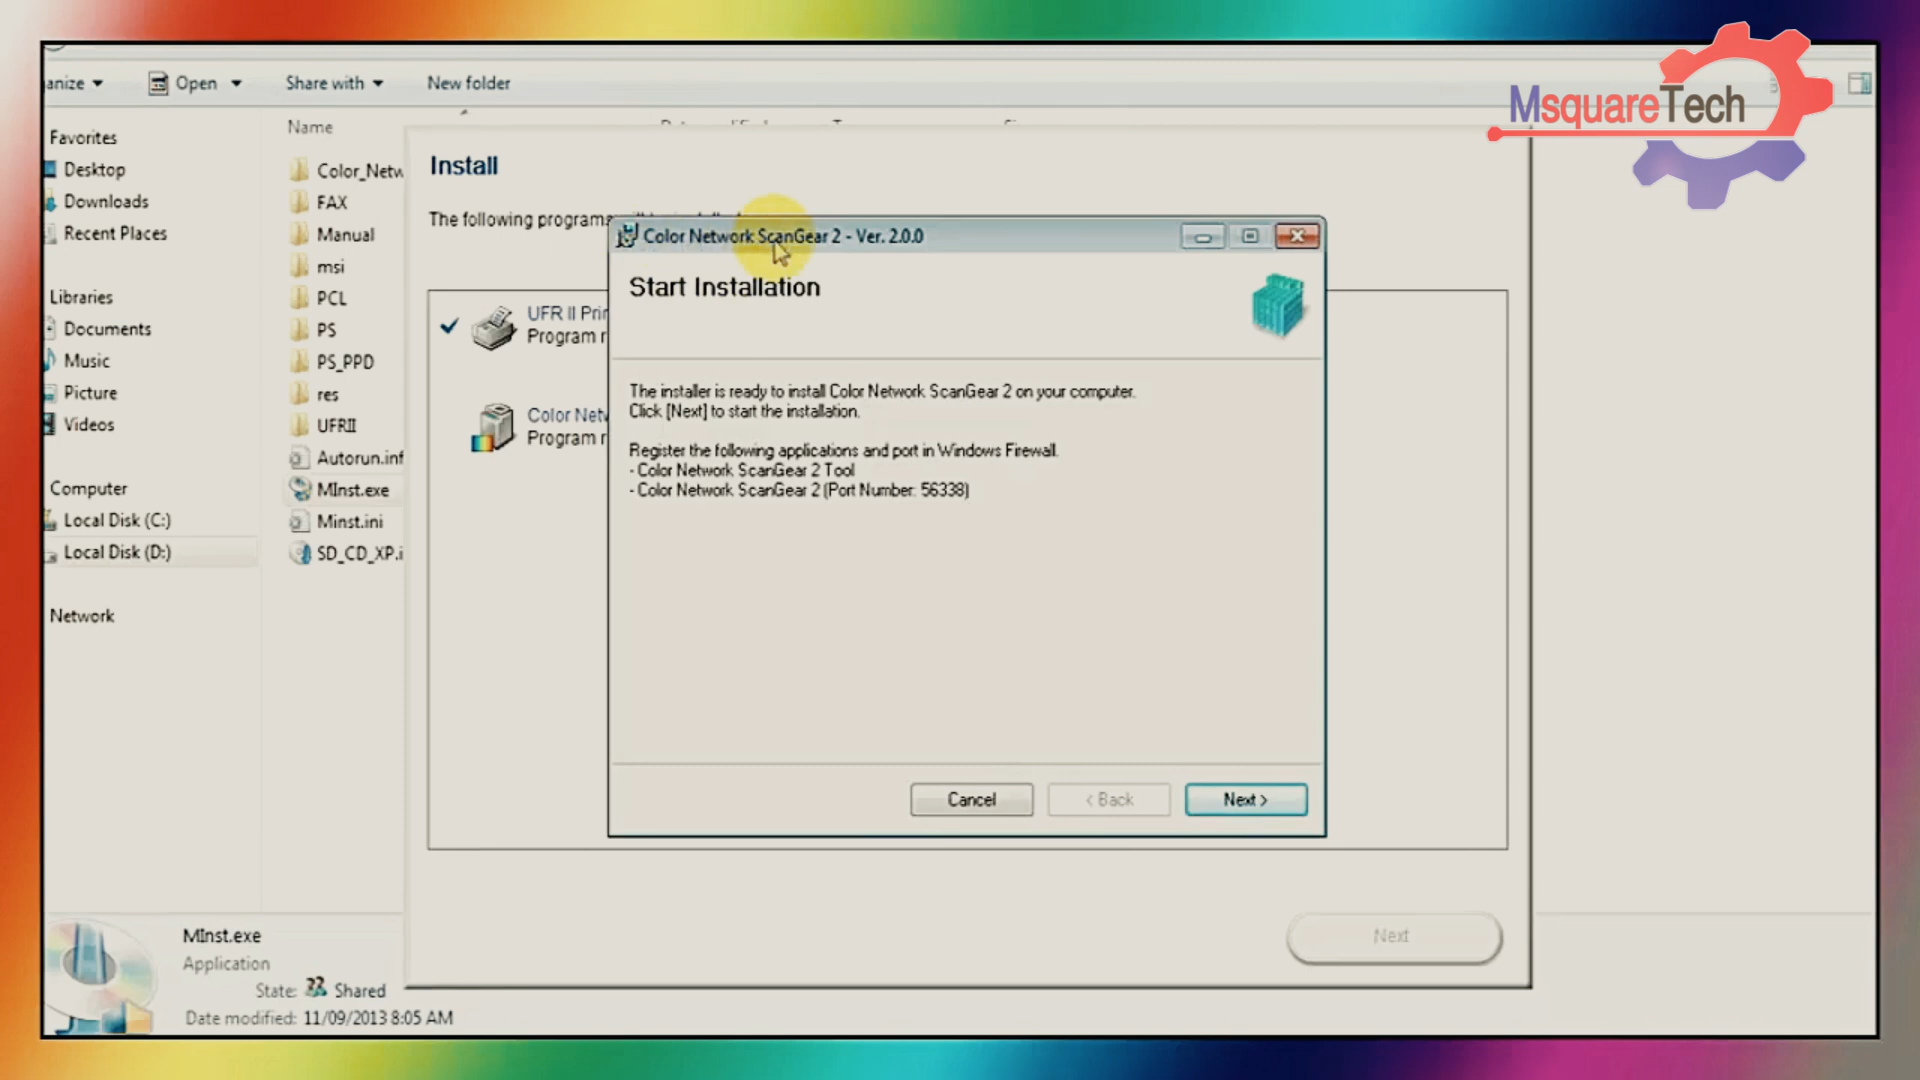 MsquareTech
anize
Open
Share with
New folder
Favorites
Desktop
Downloads
Recent Places
Libraries
Documents
Music
Picture
Videos
Computer
Local Disk (C:)
Local Disk (D:)
Network
Name
Color_Netw
FAX
Manual
msi
PCL
PS
PS_PPD
res
UFRII
Autorun.inf
MInst.exe
Minst.ini
SD_CD_XP.i
Install
The following programs
UFR II Prin
Program r
Color Netw
Program r
Color Network ScanGear 2 - Ver. 2.0.0
Start Installation
The installer is ready to install Color Network ScanGear 2 on your computer.
Click [Next] to start the installation.
Register the following applications and port in Windows Firewall.
- Color Network ScanGear 2 Tool
- Color Network ScanGear 2 (Port Number: 56338)
Cancel
< Back
Next >
Next
MInst.exe
Application
State: Shared
Date modified: 11/09/2013 8:05 AM